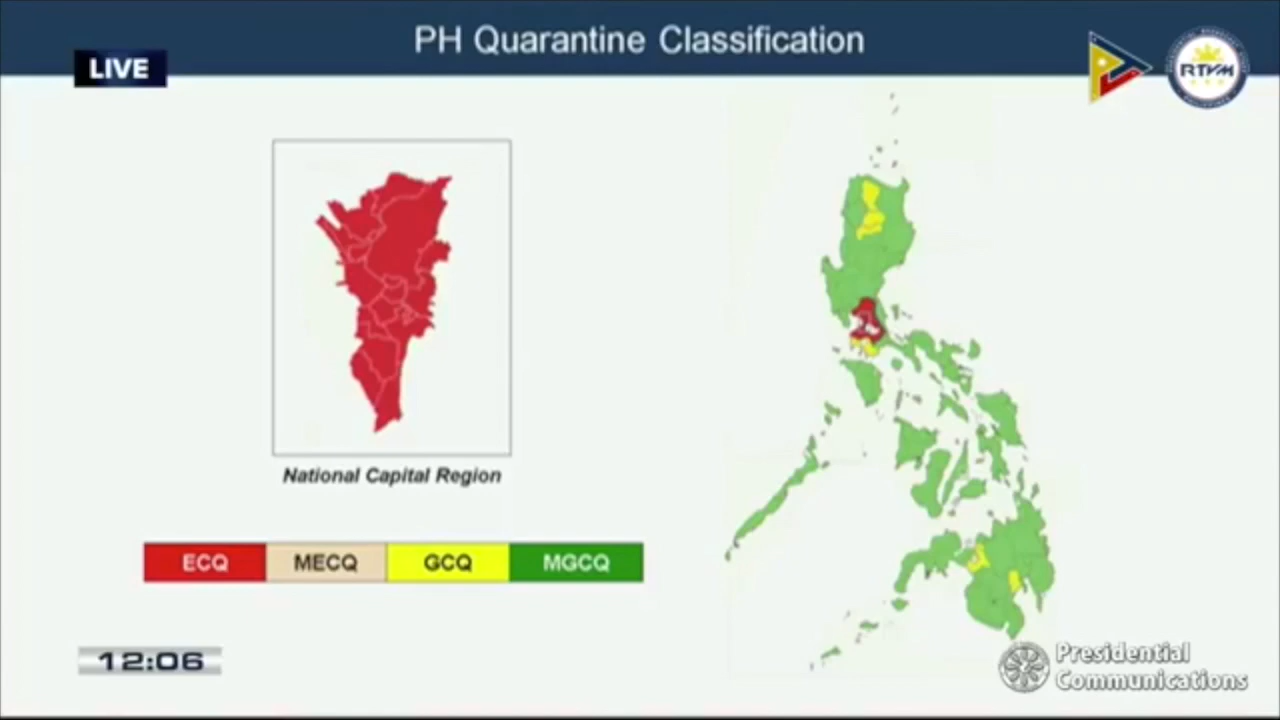 PH Quarantine Classification
LIVE
RTVM
National Capital Region
ECQ
MECQ
GCQ
MGCQ
12:06
Presidential
Communications